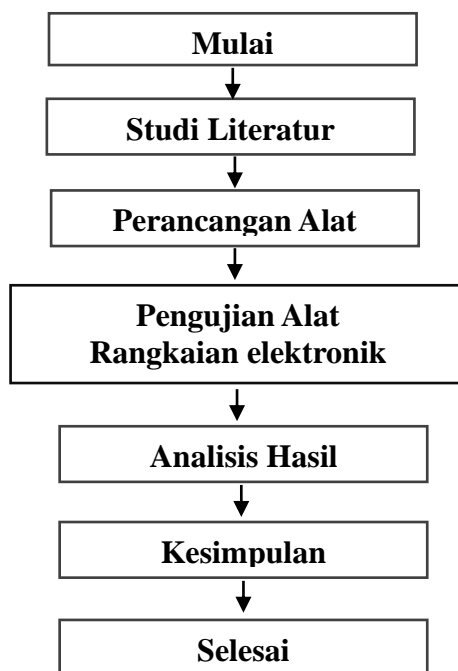 Mulai
Studi Literatur
Perancangan Alat
Pengujian Alat
Rangkaian elektronik
Analisis Hasil
Kesimpulan
Selesai